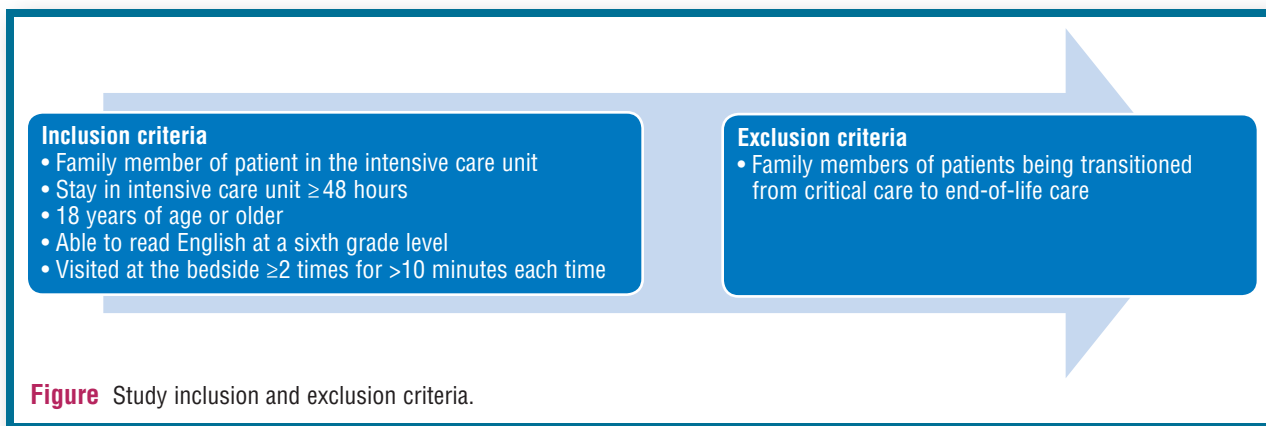 Inclusion criteria
• Family member of patient in the intensive care unit
• Stay in intensive care unit ≥48 hours
• 18 years of age or older
• Able to read English at a sixth grade level
• Visited at the bedside ≥2 times for >10 minutes each time
Exclusion criteria
• Family members of patients being transitioned
from critical care to end-of-life care
Figure Study inclusion and exclusion criteria.